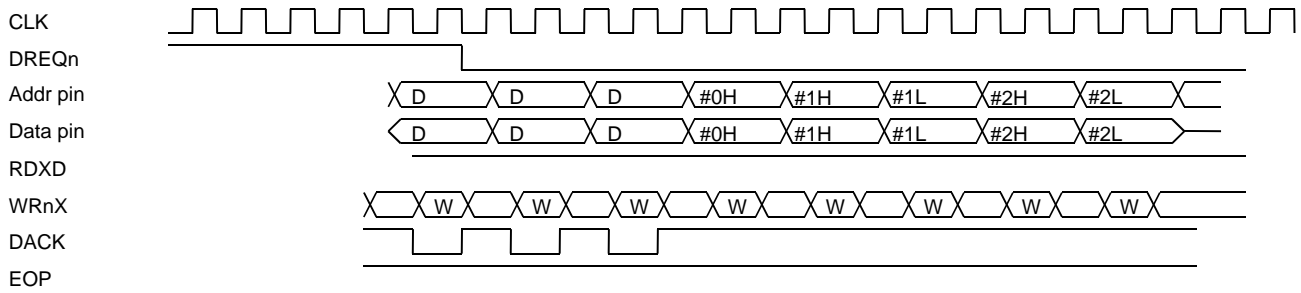 CLK
DREQn
Addr pin D D D #0H #1H #1L #2H #2L
Data pin D D D #0H #1H #1L #2H #2L
RDXD
WRnX W W W W W W W W
DACK
EOP